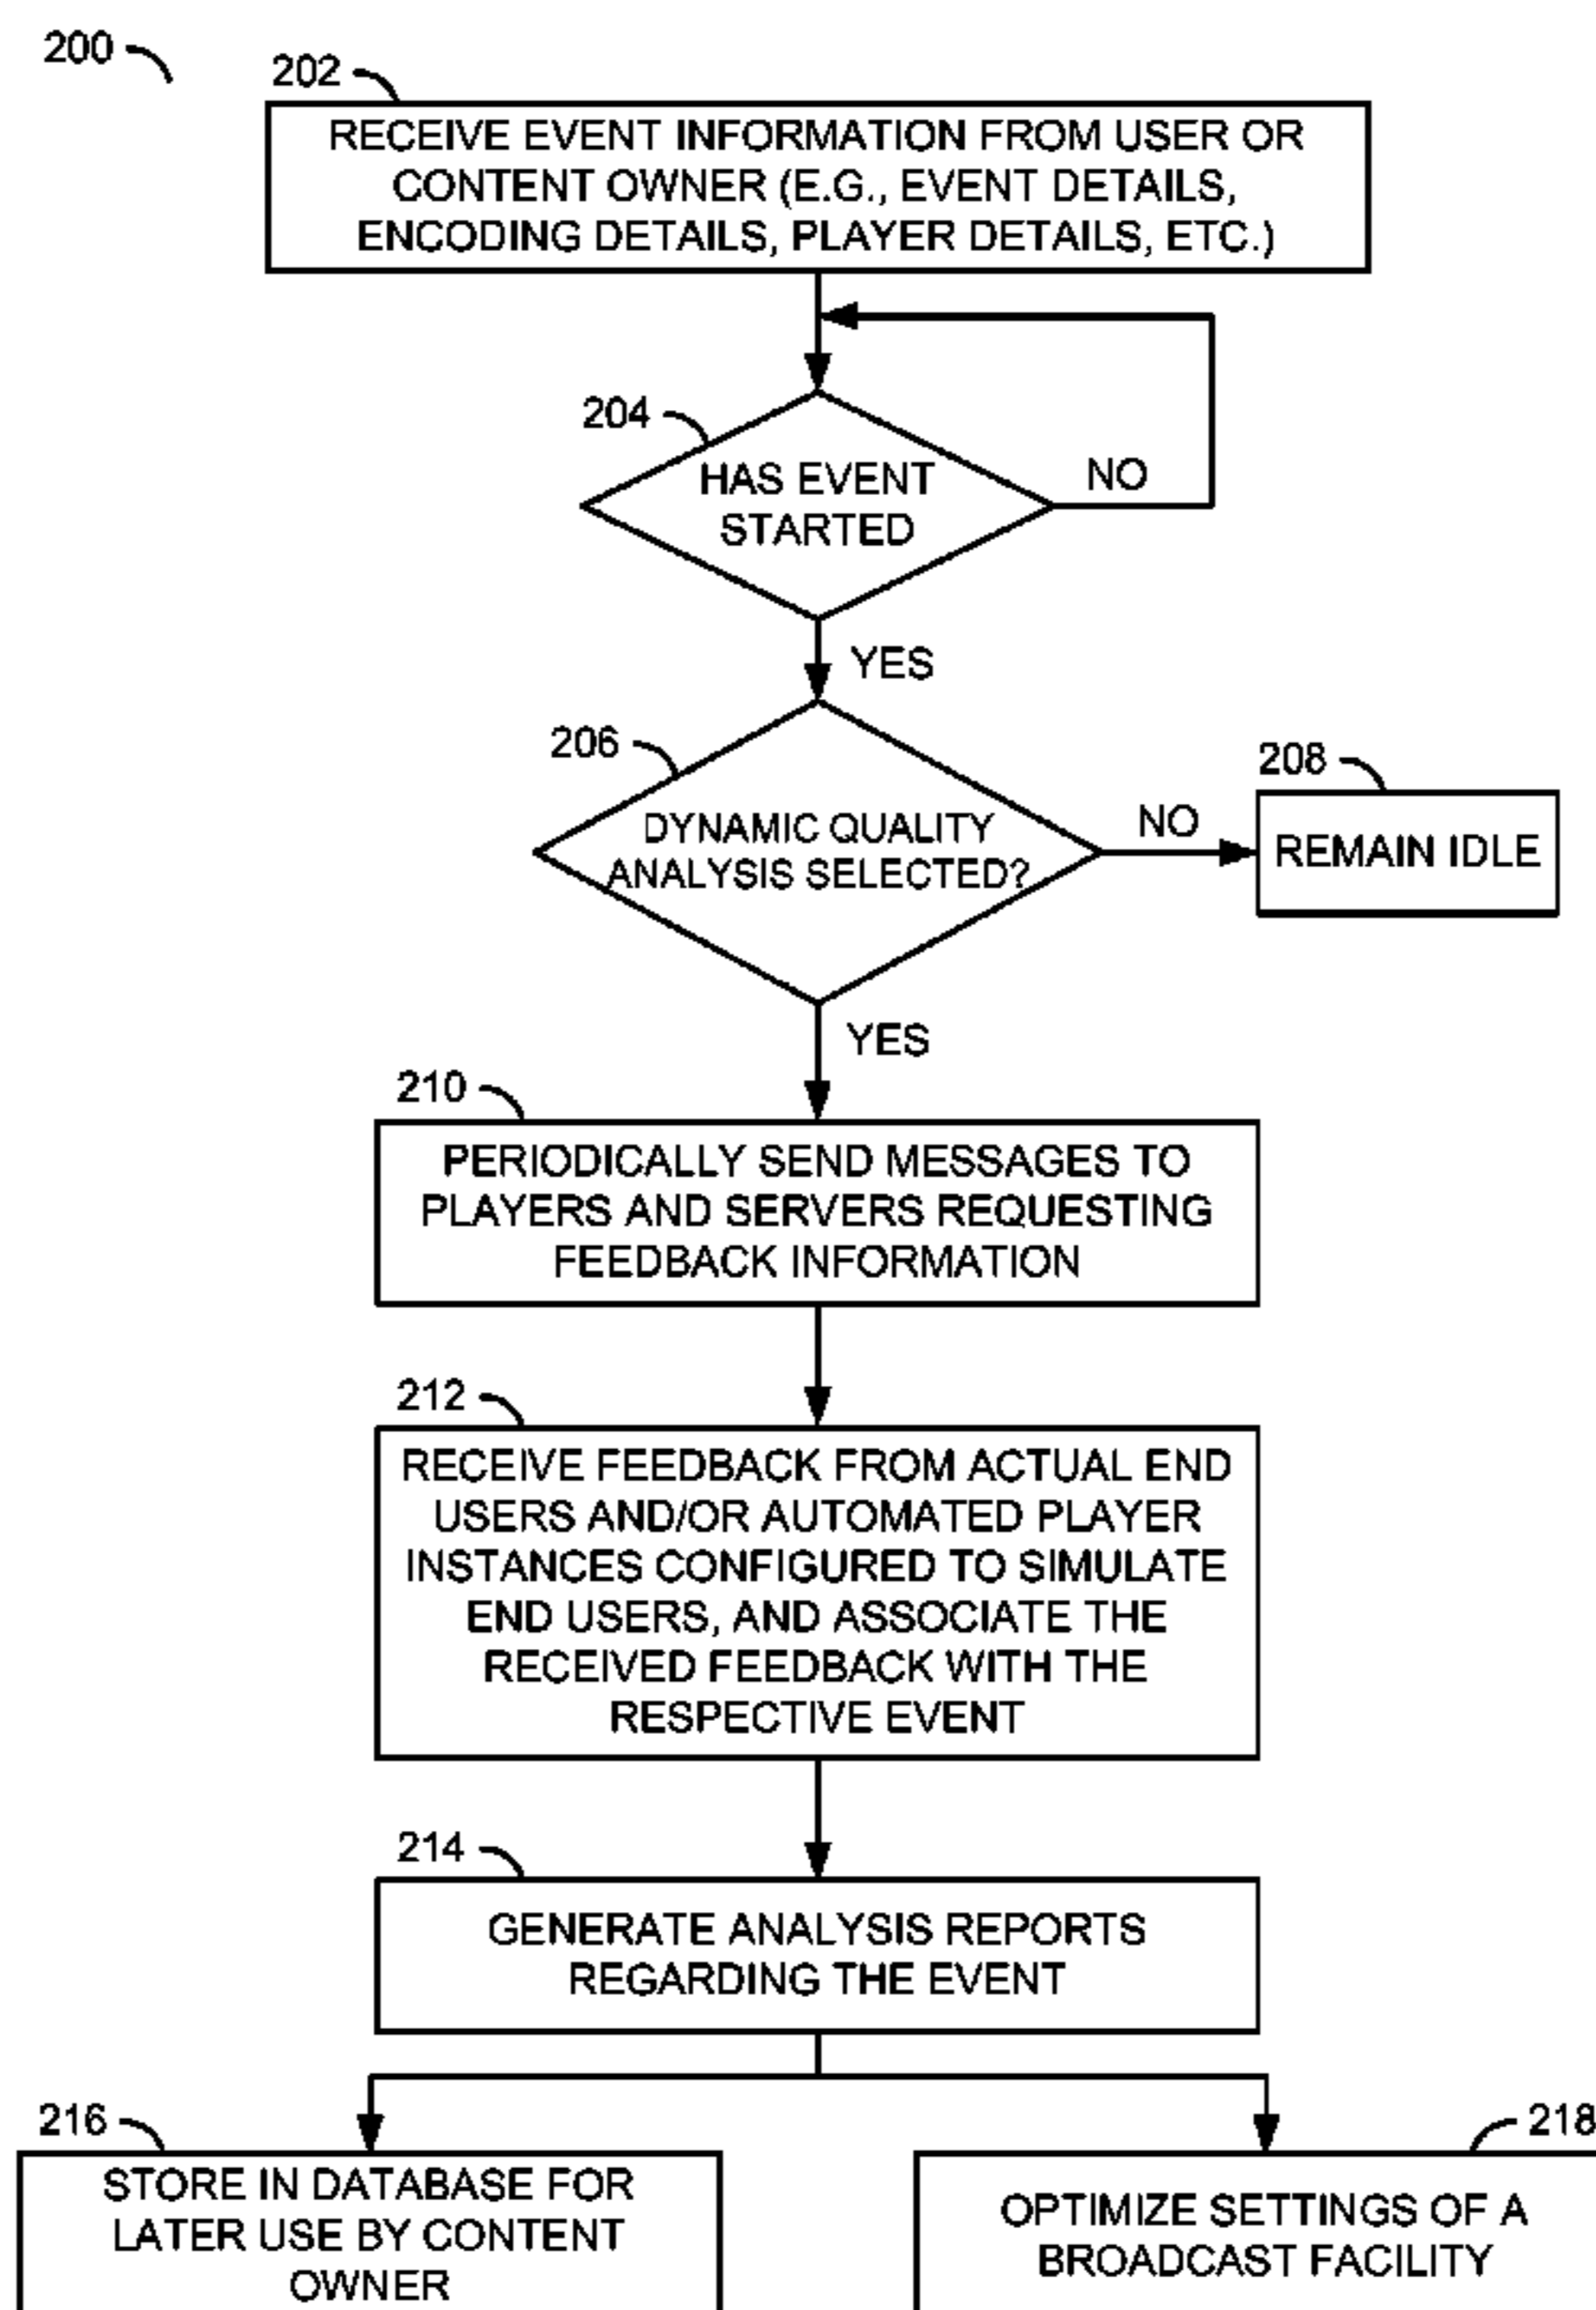 200
202
RECEIVE EVENT INFORMATION FROM USER OR
CONTENT OWNER (E.G., EVENT DETAILS,
ENCODING DETAILS, PLAYER DETAILS, ETC.)
204
HAS EVENT
STARTED
NO
YES
206
DYNAMIC QUALITY
ANALYSIS SELECTED?
NO
208
REMAIN IDLE
YES
210
PERIODICALLY SEND MESSAGES TO
PLAYERS AND SERVERS REQUESTING
FEEDBACK INFORMATION
212
RECEIVE FEEDBACK FROM ACTUAL END
USERS AND/OR AUTOMATED PLAYER
INSTANCES CONFIGURED TO SIMULATE
END USERS, AND ASSOCIATE THE
RECEIVED FEEDBACK WITH THE
RESPECTIVE EVENT
214
GENERATE ANALYSIS REPORTS
REGARDING THE EVENT
216
STORE IN DATABASE FOR
LATER USE BY CONTENT
OWNER
218
OPTIMIZE SETTINGS OF A
BROADCAST FACILITY